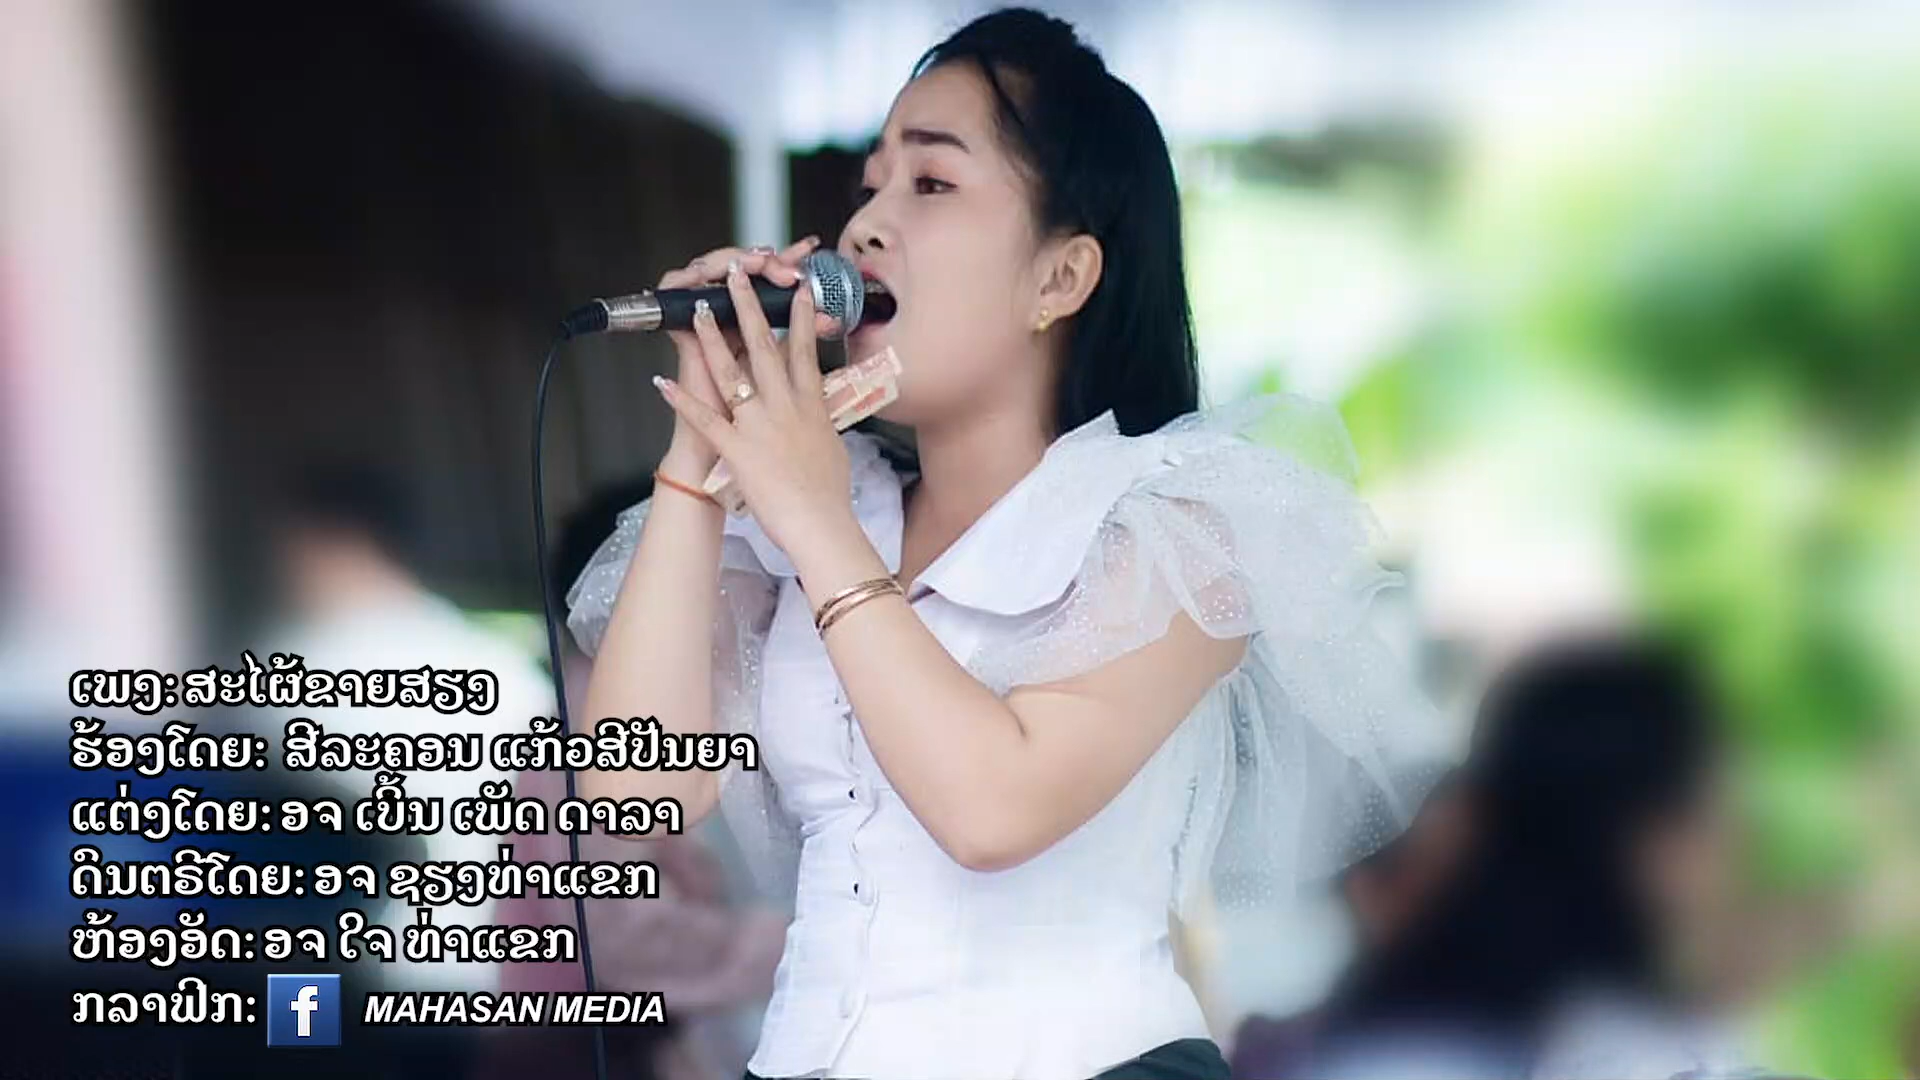 ເພງ: ສະໄພ້ຂາຍສຽງ
ຮ້ອງໂດຍ: ສີລະຄອນ ແກ້ວສີປັນຍາ
ແຕ່ງໂດຍ: ອຈ ເບິ້ນ ເພັດ ດາລາ
ດົນຕຣີໂດຍ: ອຈ ຊຽງທ່າແຂກ
ຫ້ອງອັດ: ອຈ ໃຈ ທ່າແຂກ
ກລາຟິກ: f MAHASAN MEDIA